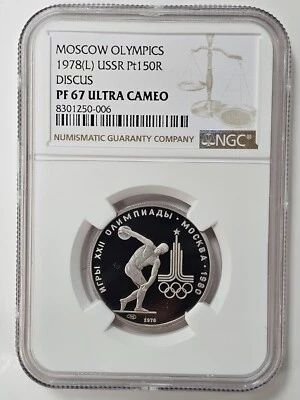 MOSCOW OLYMPICS
1978(L) USSR Pt150R
DISCUS
PF 67 ULTRA CAMEO
8301250-006
NUMISMATIC GUARANTY COMPANY
NGC
ИГРЫ XXII ОЛИМПИАДЫ · МОСКВА · 1980
1978